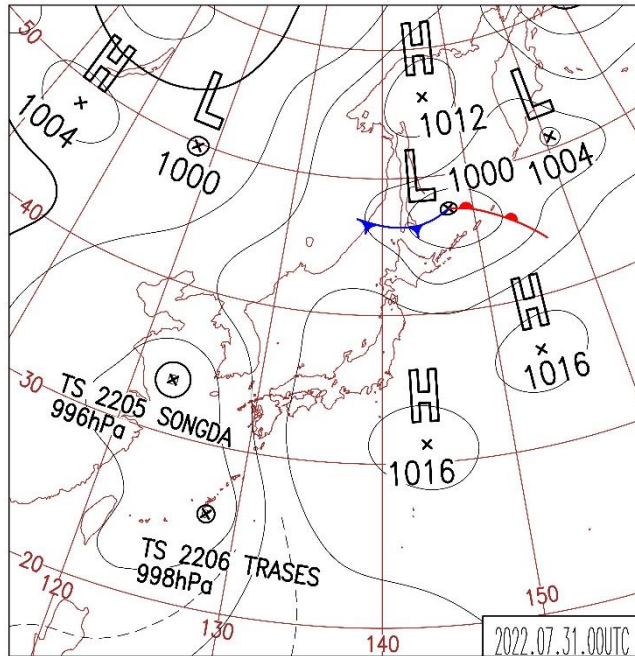 50
H
1004
L
1000
H
1012
L
1004
L
1000
40
H
1016
H
1016
30
TS 2205 SONGDA
996hPa
TS 2206 TRASES
998hPa
20
120
130
140
150
2022.07.31.00UTC